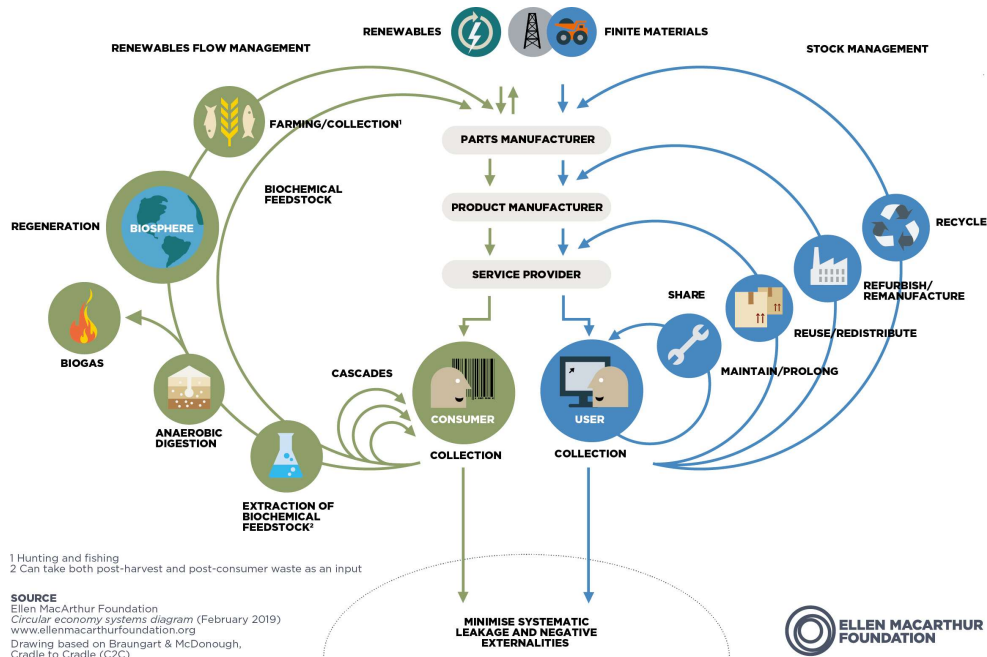 RENEWABLES
FINITE MATERIALS
RENEWABLES FLOW MANAGEMENT
STOCK MANAGEMENT
FARMING/COLLECTION¹
PARTS MANUFACTURER
BIOCHEMICAL
FEEDSTOCK
PRODUCT MANUFACTURER
REGENERATION
BIOSPHERE
RECYCLE
SERVICE PROVIDER
SHARE
REFURBISH/
REMANUFACTURE
REUSE/REDISTRIBUTE
BIOGAS
CASCADES
MAINTAIN/PROLONG
CONSUMER
USER
ANAEROBIC
DIGESTION
COLLECTION
COLLECTION
EXTRACTION OF
BIOCHEMICAL
FEEDSTOCK²
1 Hunting and fishing
2 Can take both post-harvest and post-consumer waste as an input
SOURCE
Ellen MacArthur Foundation
Circular economy systems diagram (February 2019)
www.ellenmacarthurfoundation.org
Drawing based on Braungart & McDonough,
Cradle to Cradle (C2C)
MINIMISE SYSTEMATIC
LEAKAGE AND NEGATIVE
EXTERNALITIES
ELLEN MACARTHUR
FOUNDATION